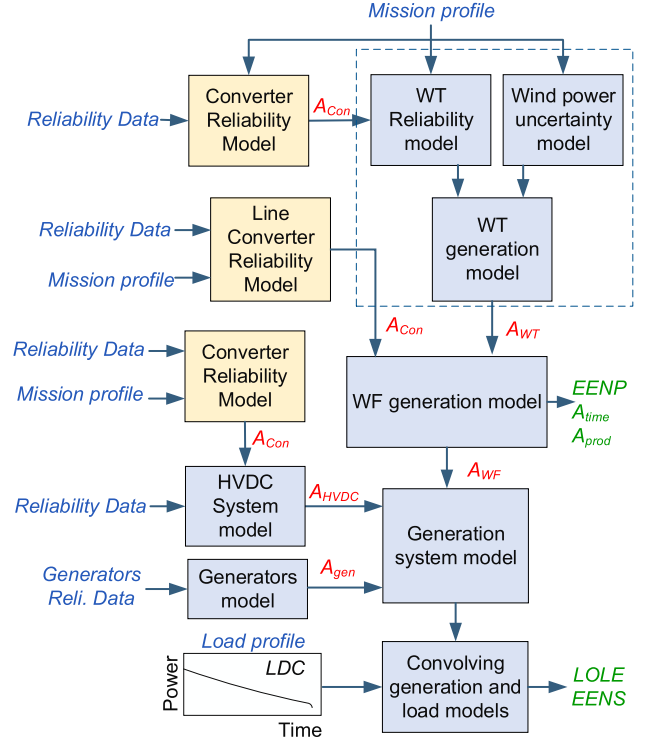 Mission profile
Converter
Reliability
Model
Reliability Data
A_Con
WT
Reliability
model
Wind power
uncertainty
model
Line
Converter
Reliability
Model
Reliability Data
Mission profile
WT
generation
model
A_Con
A_WT
Reliability Data
Mission profile
Converter
Reliability
Model
WF generation model
EENP
A_time
A_prod
A_Con
A_WF
Reliability Data
HVDC
System
model
A_HVDC
Generation
system model
Generators
Reli. Data
Generators
model
A_gen
Load profile
Power
LDC
Time
Convolving
generation and
load models
LOLE
EENS